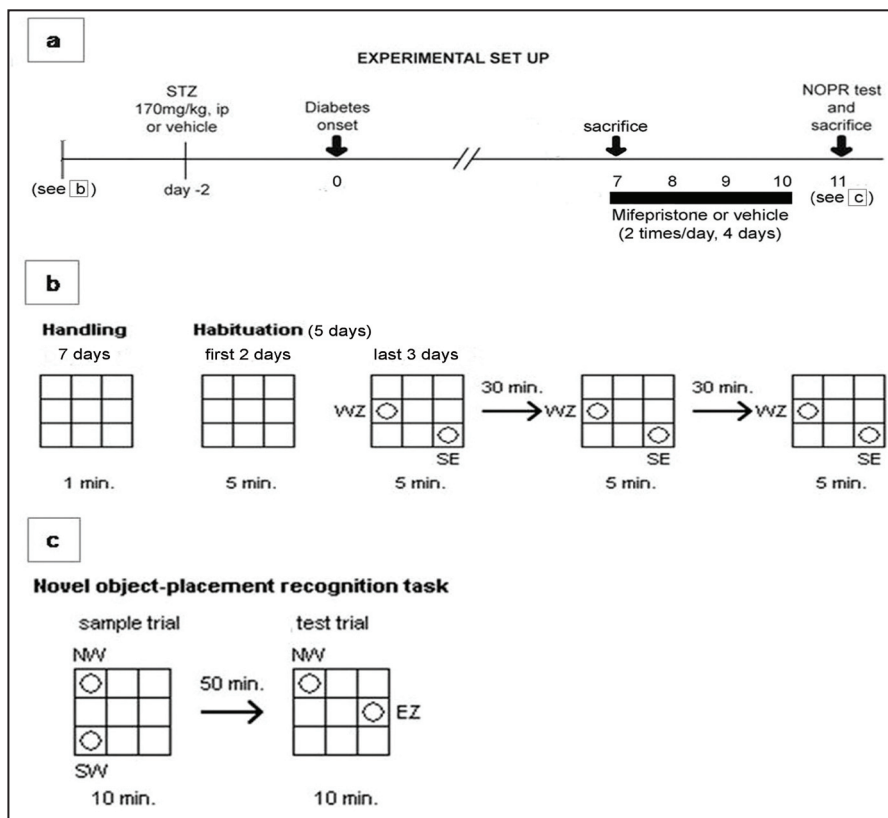 a
EXPERIMENTAL SET UP
STZ
170mg/kg, ip
or vehicle
Diabetes
onset
sacrifice
NOPR test
and
sacrifice
(see b)
day -2
0
7 8 9 10 11
(see c)
Mifepristone or vehicle
(2 times/day, 4 days)
b
Handling
7 days
1 min.
Habituation (5 days)
first 2 days
5 min.
last 3 days
WZ
SE
5 min.
30 min.
WZ
SE
5 min.
30 min.
WZ
SE
5 min.
c
Novel object-placement recognition task
sample trial
NW
SW
10 min.
50 min.
test trial
NW
EZ
10 min.